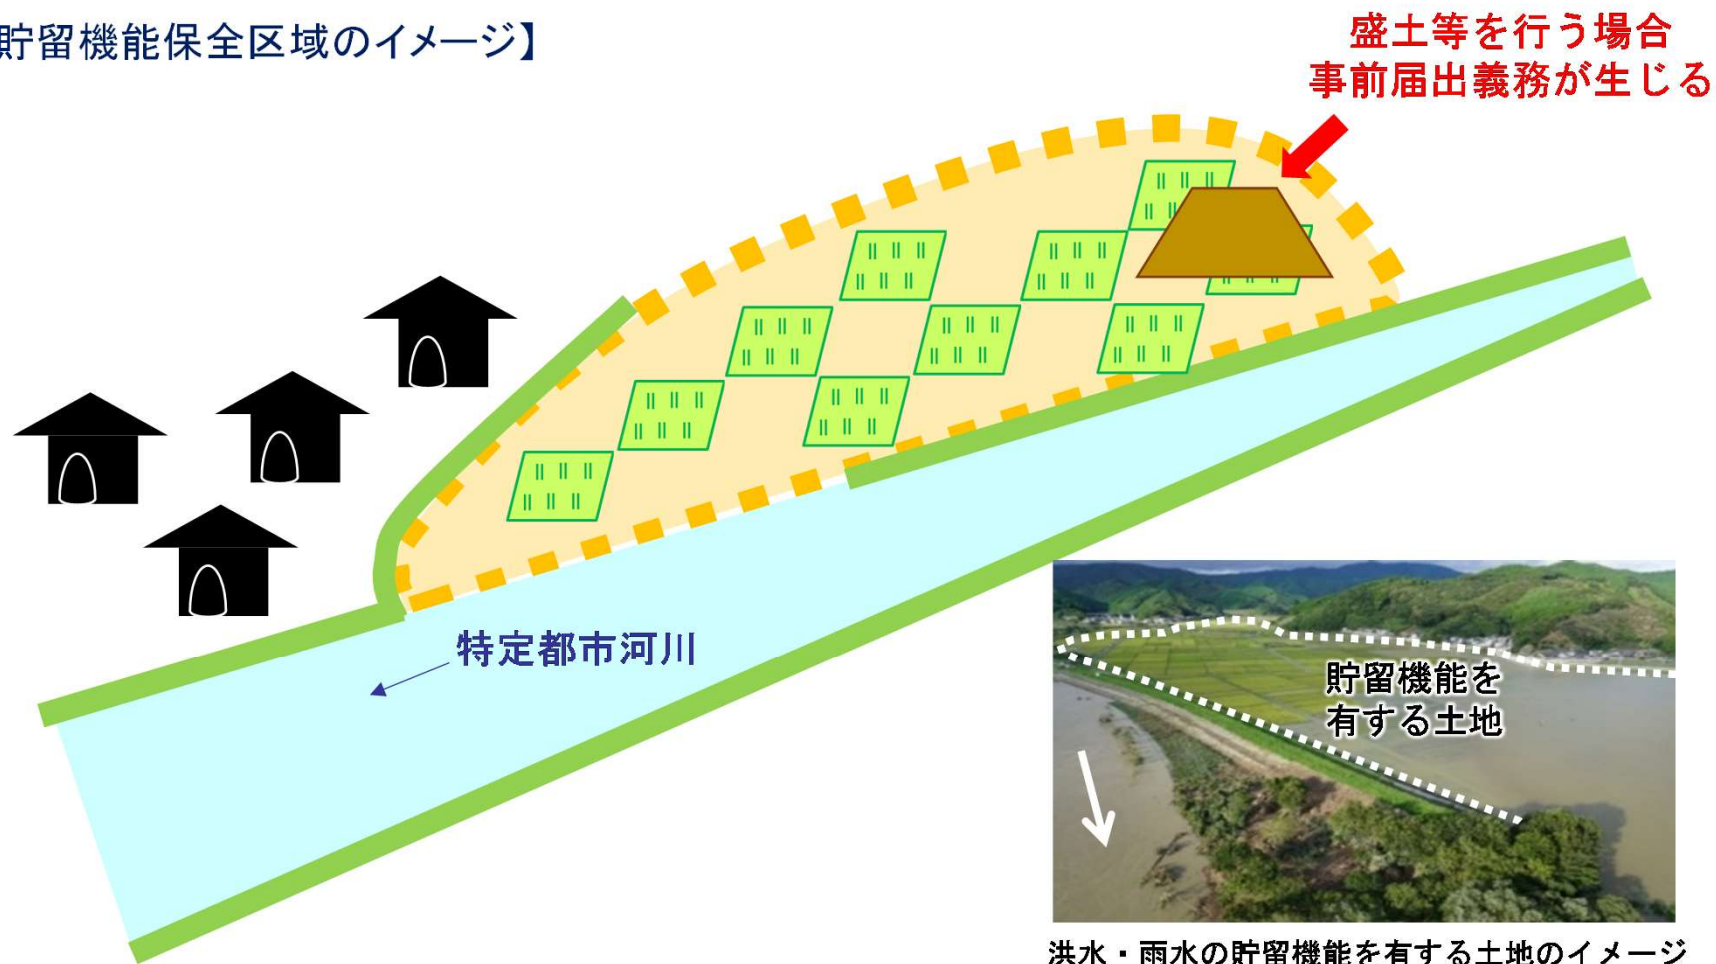 貯留機能保全区域のイメージ】
盛土等を行う場合
事前届出義務が生じる
特定都市河川
貯留機能を
有する土地
洪水・雨水の貯留機能を有する土地のイメージ